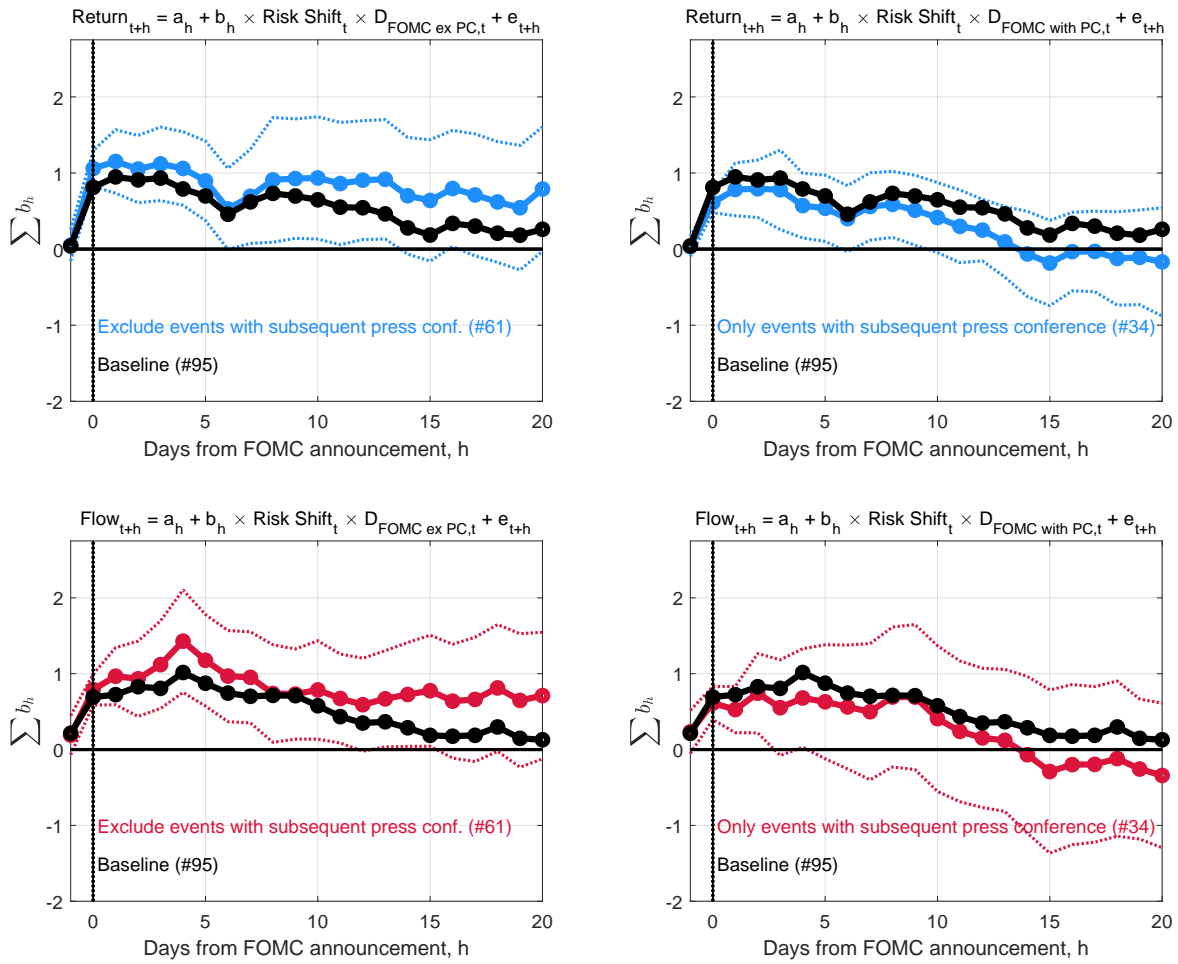 Return_{t+h} = a_h + b_h × Risk Shift_t × D_{FOMC ex PC,t} + e_{t+h}
2
1
0
-1
-2
∑ b_h
Exclude events with subsequent press conf. (#61)
Baseline (#95)
0 5 10 15 20
Days from FOMC announcement, h
Return_{t+h} = a_h + b_h × Risk Shift_t × D_{FOMC with PC,t} + e_{t+h}
2
1
0
-1
-2
∑ b_h
Only events with subsequent press conference (#34)
Baseline (#95)
0 5 10 15 20
Days from FOMC announcement, h
Flow_{t+h} = a_h + b_h × Risk Shift_t × D_{FOMC ex PC,t} + e_{t+h}
2
1
0
-1
-2
∑ b_h
Exclude events with subsequent press conf. (#61)
Baseline (#95)
0 5 10 15 20
Days from FOMC announcement, h
Flow_{t+h} = a_h + b_h × Risk Shift_t × D_{FOMC with PC,t} + e_{t+h}
2
1
0
-1
-2
∑ b_h
Only events with subsequent press conference (#34)
Baseline (#95)
0 5 10 15 20
Days from FOMC announcement, h